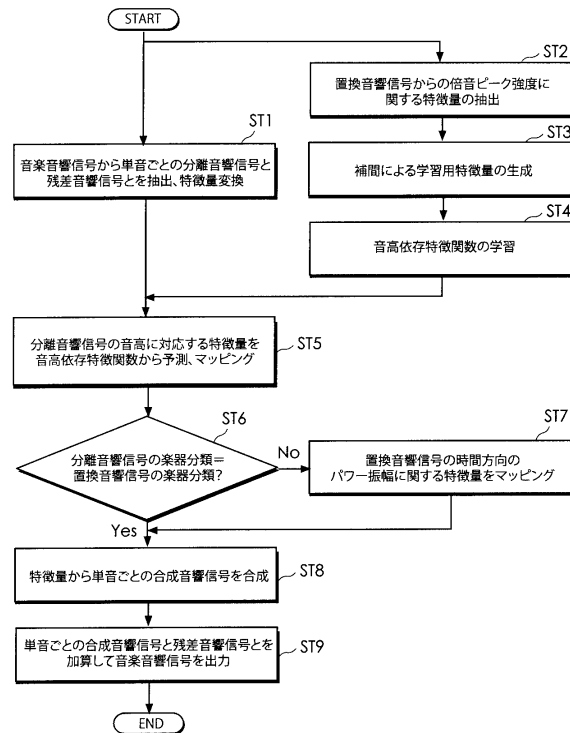 START
ST2
置換音響信号からの倍音ピーク強度に
関する特徴量の抽出
ST1
音楽音響信号から単音ごとの分離音響信号と
残差音響信号とを抽出、特徴量変換
ST3
補間による学習用特徴量の生成
ST4
音高依存特徴関数の学習
分離音響信号の音高に対応する特徴量を
音高依存特徴関数から予測、マッピング
ST5
ST6
分離音響信号の楽器分類＝
置換音響信号の楽器分類?
No
Yes
ST7
置換音響信号の時間方向の
パワー振幅に関する特徴量をマッピング
特徴量から単音ごとの合成音響信号を合成
ST8
単音ごとの合成音響信号と残差音響信号とを
加算して音楽音響信号を出力
ST9
END